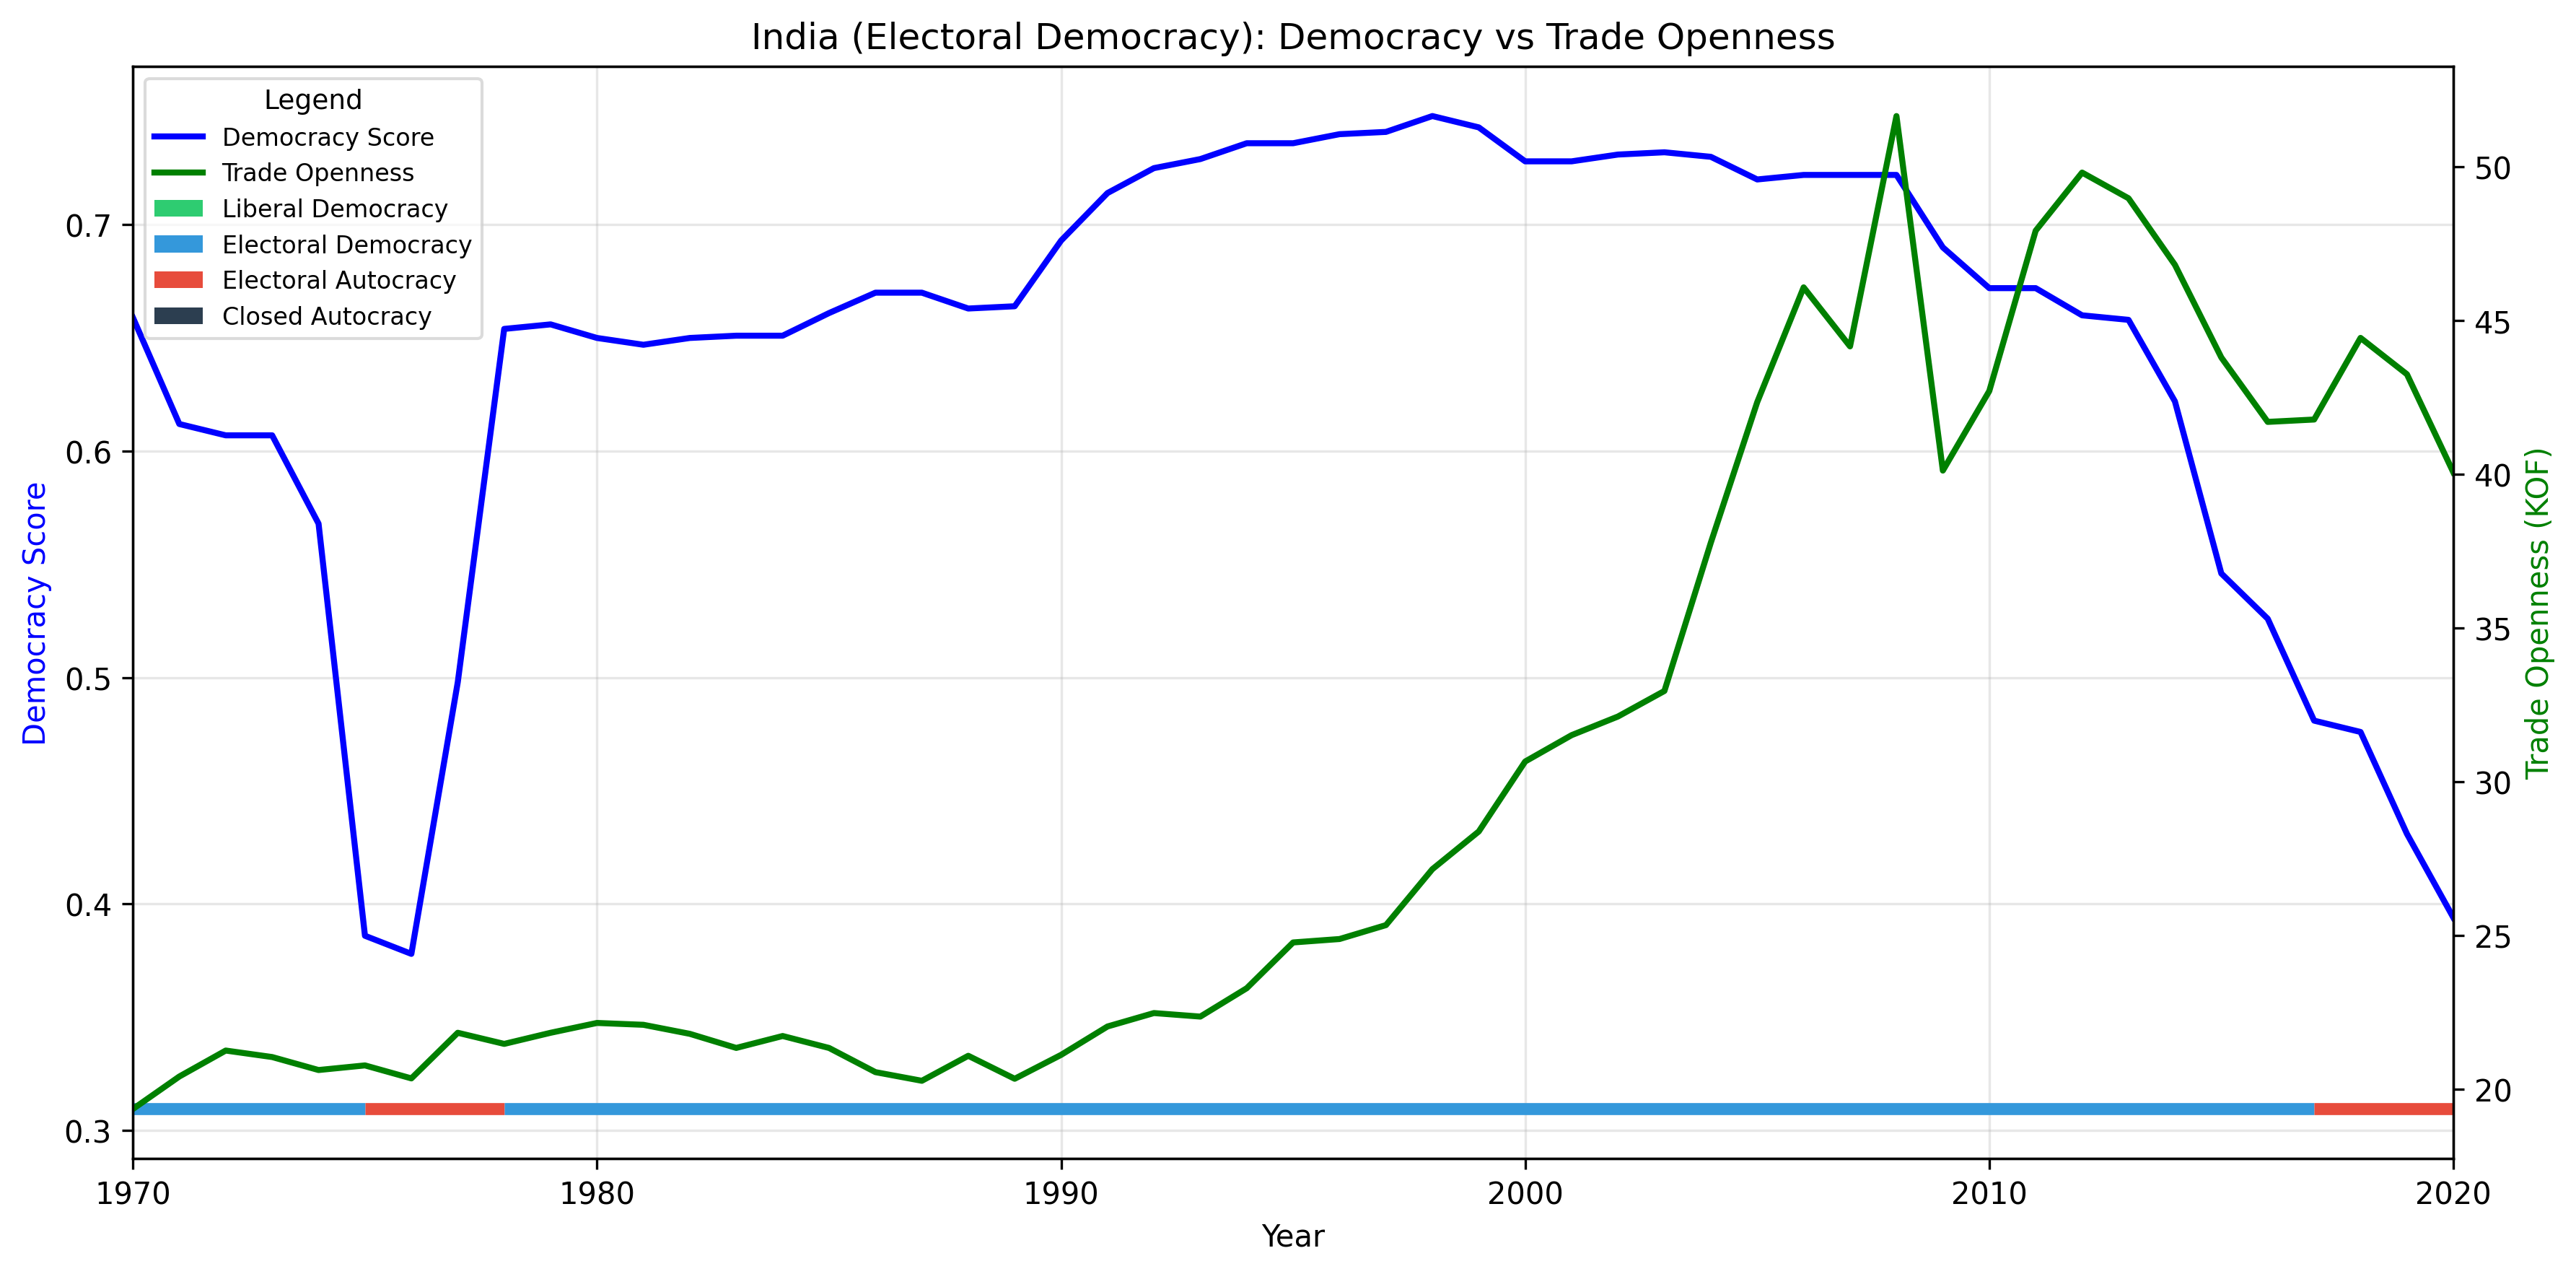 India (Electoral Democracy): Democracy vs Trade Openness
Legend
Democracy Score
Trade Openness
Liberal Democracy
Electoral Democracy
Electoral Autocracy
Closed Autocracy
Democracy Score
0.7
0.6
0.5
0.4
0.3
50
45
40
35
30
25
20
Trade Openness (KOF)
1970
1980
1990
2000
2010
2020
Year